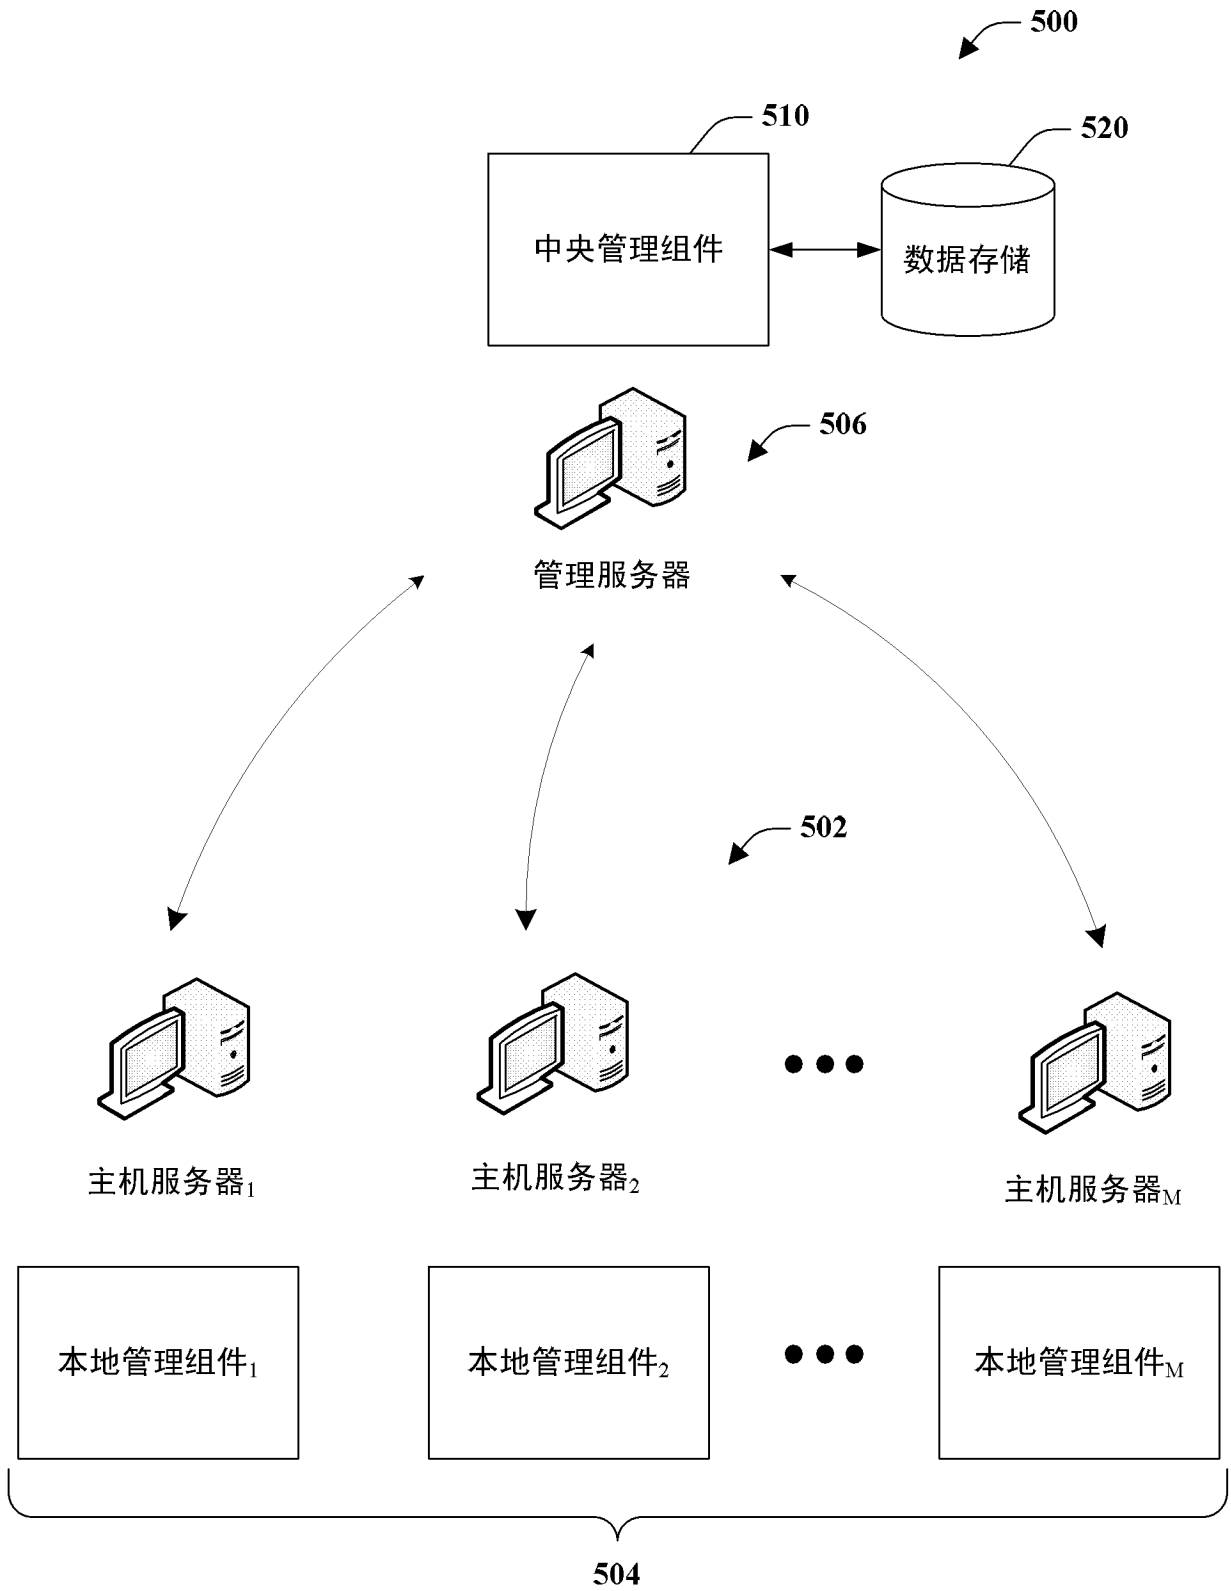 500
510
520
中央管理组件
数据存储
506
管理服务器
502
主机服务器1
主机服务器2
主机服务器M
本地管理组件1
本地管理组件2
本地管理组件M
504